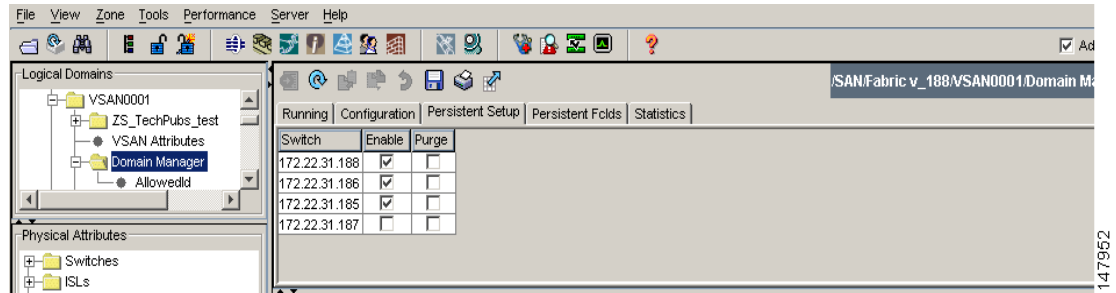 File View Zone Tools Performance Server Help
Ad
Logical Domains
VSAN0001
ZS_TechPubs_test
VSAN Attributes
Domain Manager
AllowedId
/SAN/Fabric v_188/VSAN0001/Domain Ma
Running Configuration Persistent Setup Persistent FcIds Statistics
Switch Enable Purge
172.22.31.188
172.22.31.186
172.22.31.185
172.22.31.187
Physical Attributes
Switches
ISLs
147952